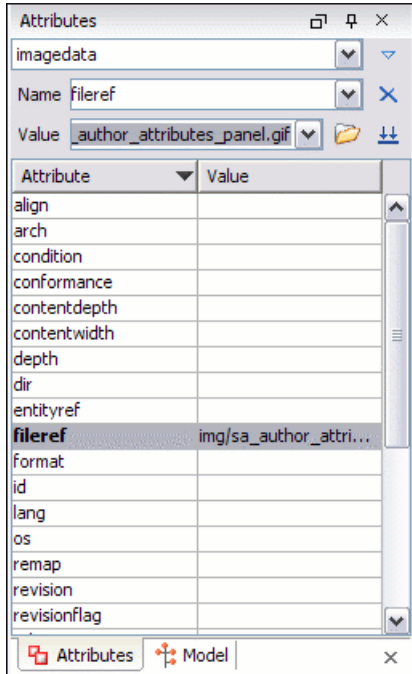 Attributes
imagedata
Name fileref
Value _author_attributes_panel.gif
Attribute Value
align
arch
condition
conformance
contentdepth
contentwidth
depth
dir
entityref
fileref img/sa_author_attri...
format
id
lang
os
remap
revision
revisionflag
Attributes Model